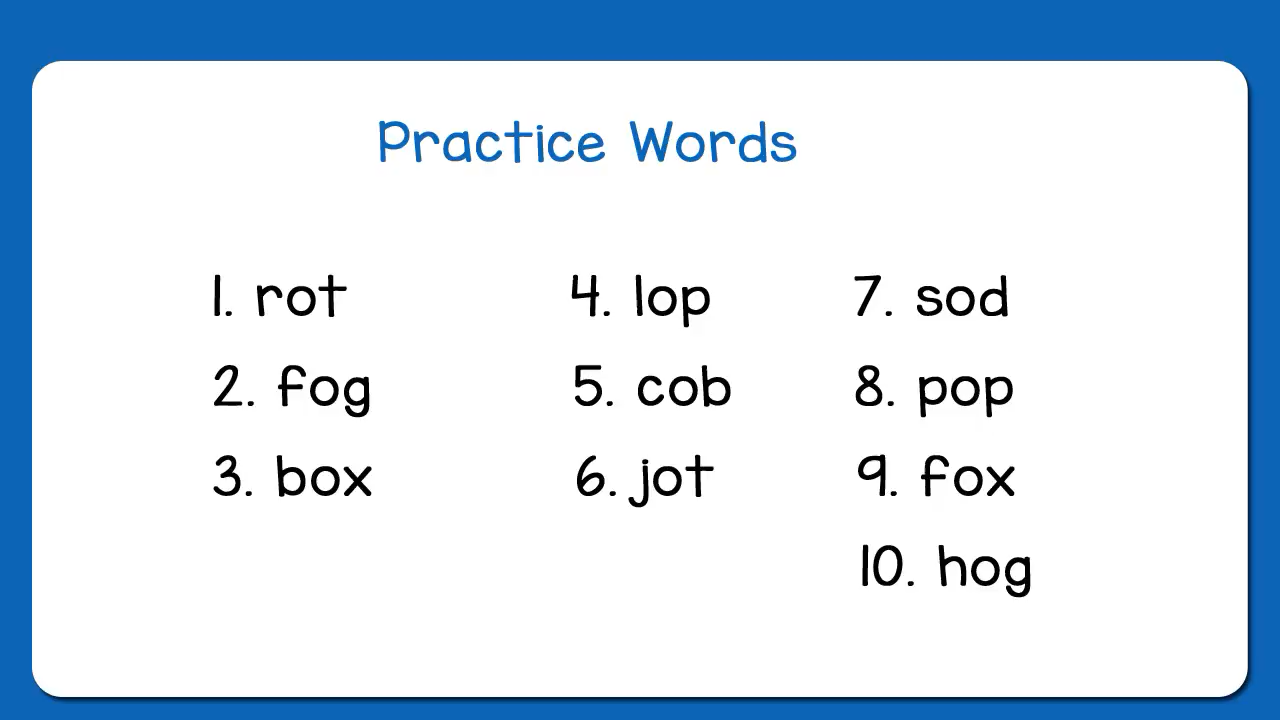 Practice Words
1. rot
2. fog
3. box
4. lop
5. cob
6. jot
7. sod
8. pop
9. fox
10. hog